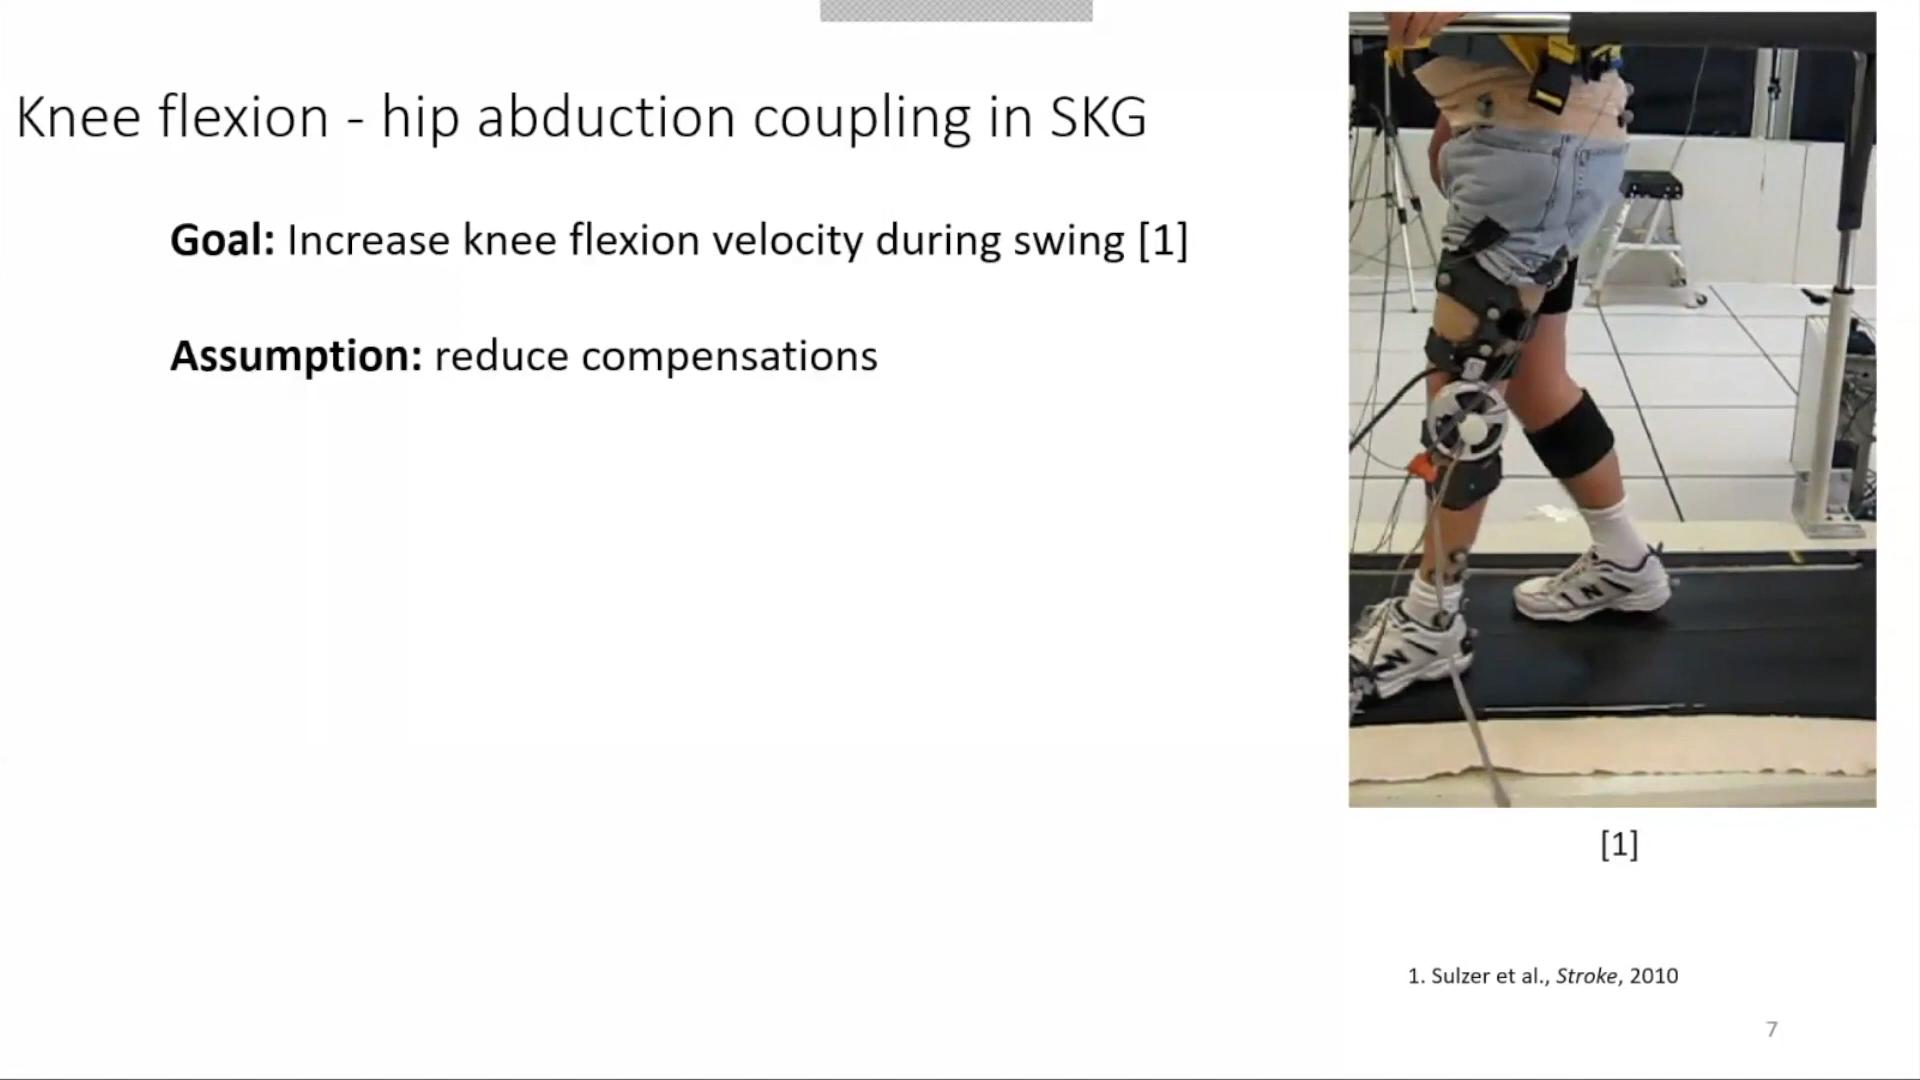 Knee flexion - hip abduction coupling in SKG
Goal: Increase knee flexion velocity during swing [1]
Assumption: reduce compensations
N
N
[1]
1. Sulzer et al., Stroke, 2010
7